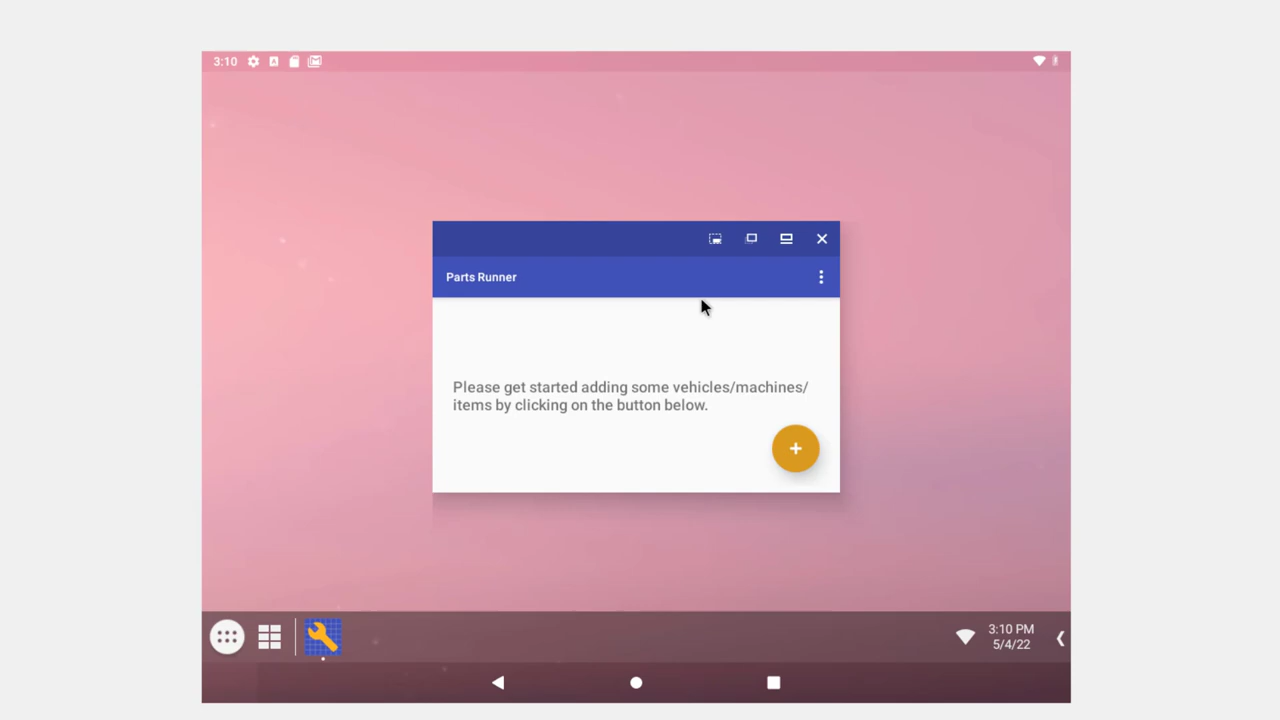 3:10
Parts Runner
Please get started adding some vehicles/machines/
items by clicking on the button below.
3:10 PM
5/4/22